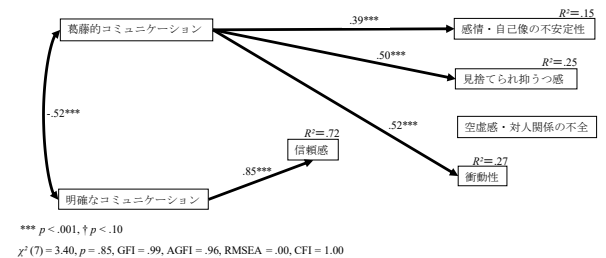 R²=.15
葛藤的コミュニケーション
.39***
感情・自己像の不安定性
R²=.25
.50***
見捨てられ抑うつ感
-.52***
空虚感・対人関係の不全
.52***
R²=.72
信頼感
R²=.27
衝動性
.85***
明確なコミュニケーション
*** p < .001, † p < .10
χ² (7) = 3.40, p = .85, GFI = .99, AGFI = .96, RMSEA = .00, CFI = 1.00